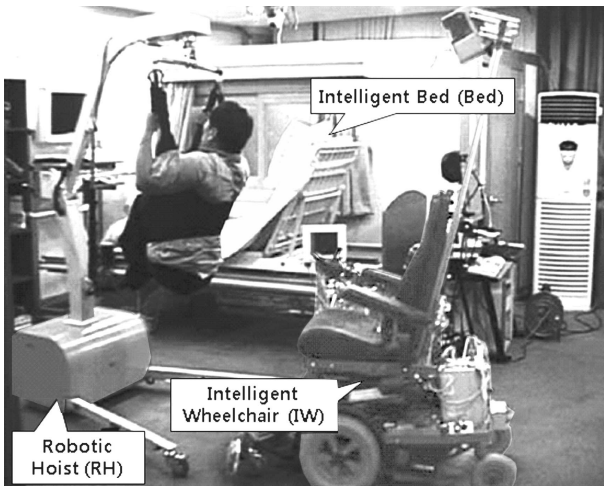 Intelligent Bed (Bed)
Intelligent
Wheelchair (IW)
Robotic
Hoist (RH)